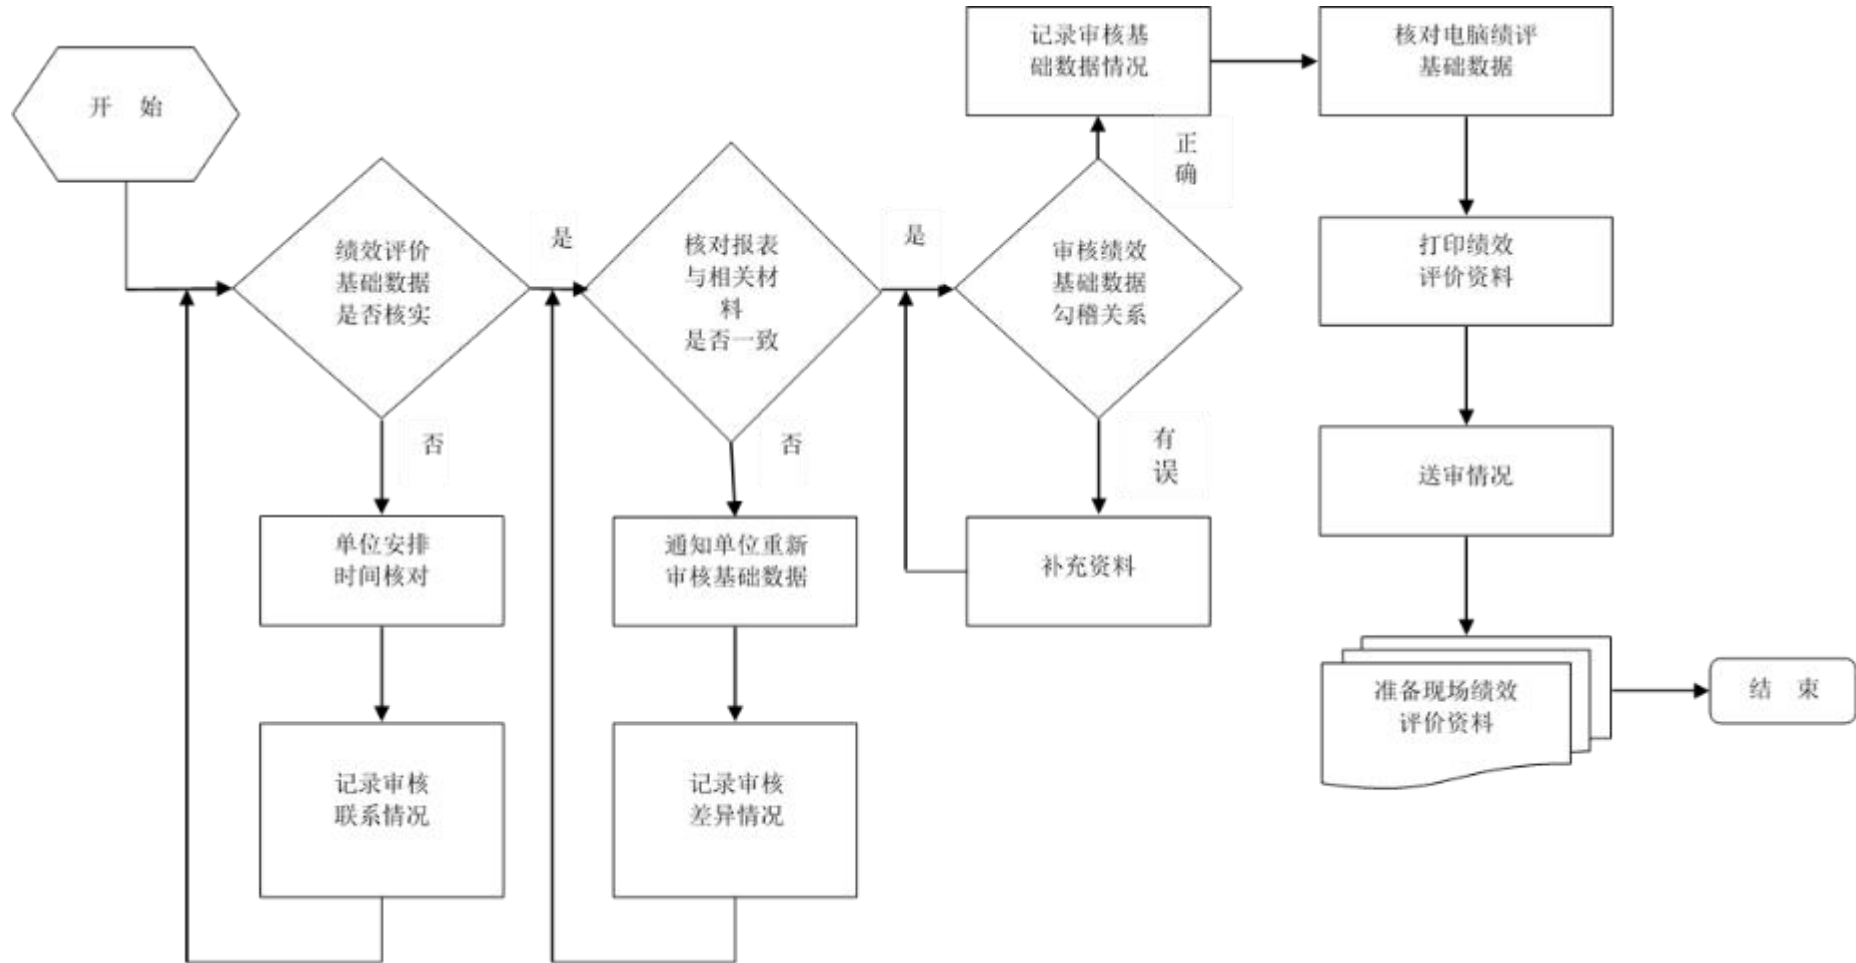 开 始
绩效评价
基础数据
是否核实
是
否
单位安排
时间核对
记录审核
联系情况
核对报表
与相关材
料
是否一致
是
否
通知单位重新
审核基础数据
记录审核
差异情况
审核绩效
基础数据
勾稽关系
正
确
有
误
补充资料
记录审核基
础数据情况
核对电脑绩评
基础数据
打印绩效
评价资料
送审情况
准备现场绩效
评价资料
结 束